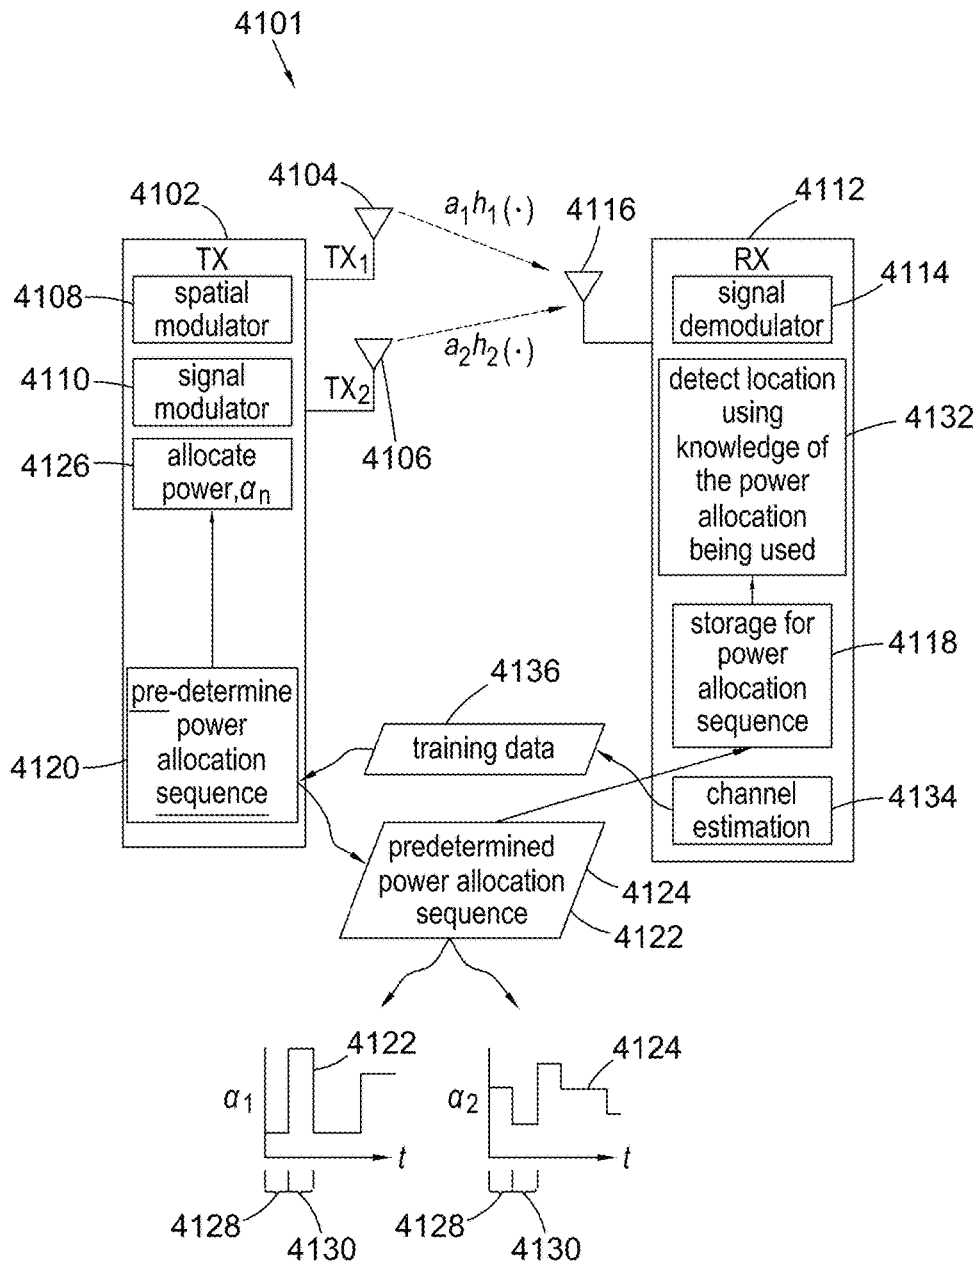 4101
4104
4102
a1h1(·)
4116
4112
TX
TX1
RX
4108
spatial
modulator
signal
demodulator
4114
a2h2(·)
4110
signal
modulator
TX2
4106
detect location
using
knowledge of
the power
allocation
being used
4132
4126
allocate
power,αn
storage for
power
allocation
sequence
4118
4136
pre-determine
power
allocation
sequence
4120
training data
channel
estimation
4134
predetermined
power allocation
sequence
4124
4122
4122
α1
t
4128
4130
4124
α2
t
4128
4130